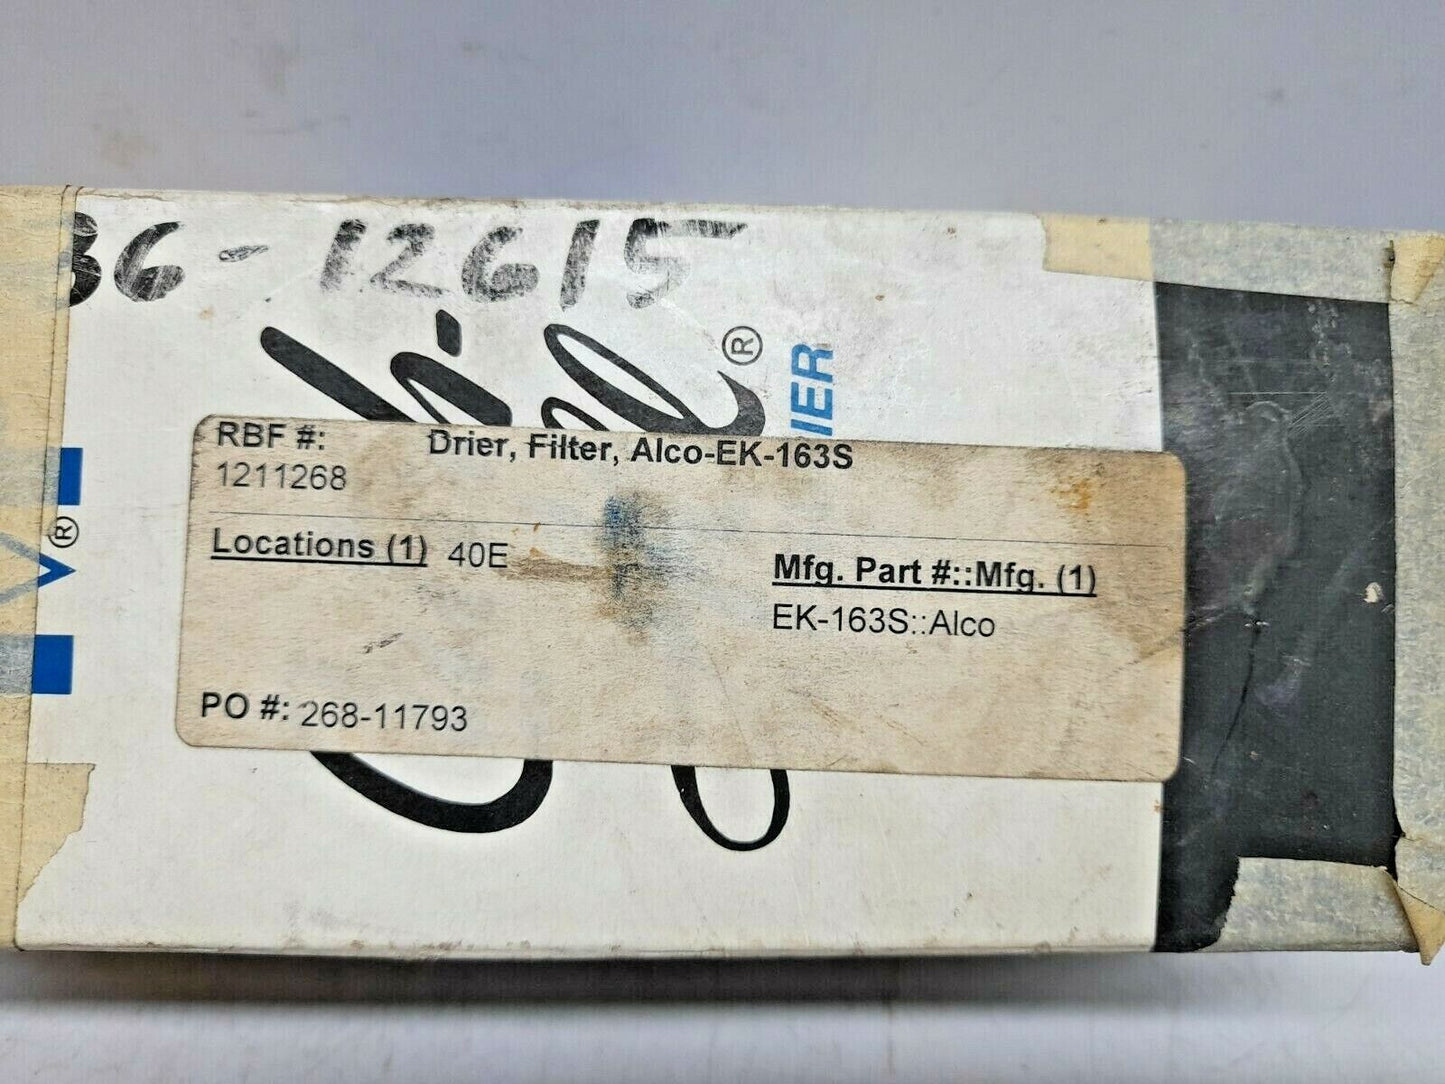 36-12615
®
IER
RBF #:
1211268
Drier, Filter, Alco-EK-163S
Locations (1) 40E
Mfg. Part #::Mfg. (1)
EK-163S::Alco
PO #: 268-11793
®